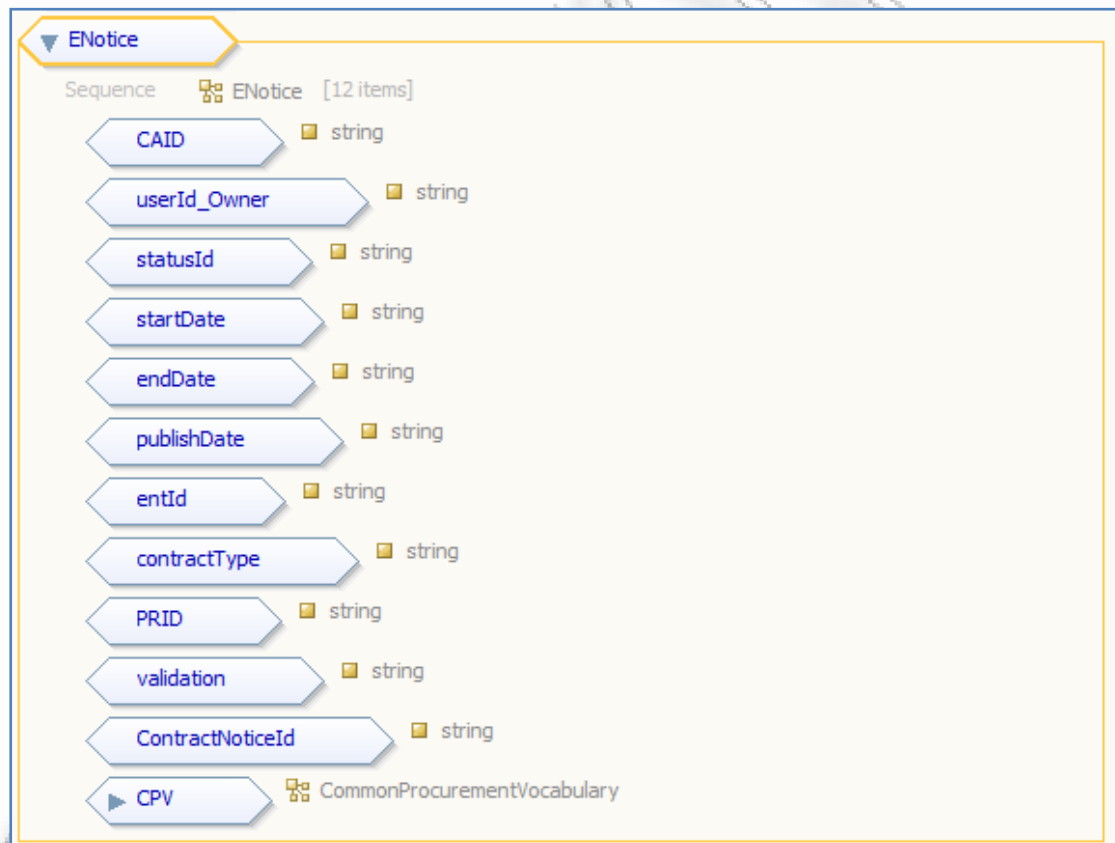 ENotice
Sequence ENotice [12 items]
CAID string
userId_Owner string
statusId string
startDate string
endDate string
publishDate string
entId string
contractType string
PRID string
validation string
ContractNoticeId string
CPV CommonProcurementVocabulary